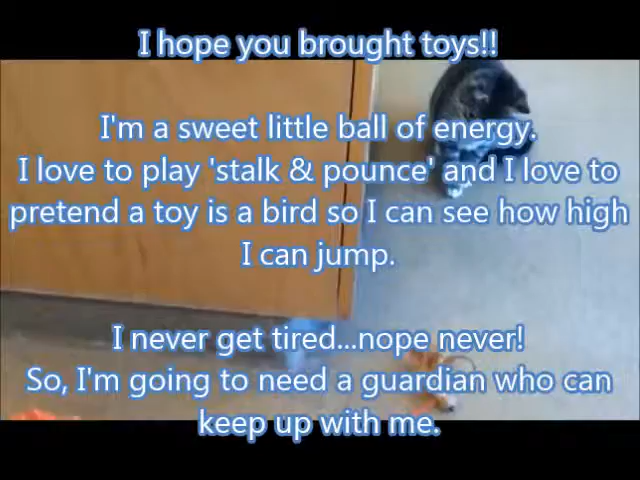 I hope you brought toys!!
I'm a sweet little ball of energy.
I love to play 'stalk & pounce' and I love to
pretend a toy is a bird so I can see how high
I can jump.
I never get tired...nope never!
So, I'm going to need a guardian who can
keep up with me.